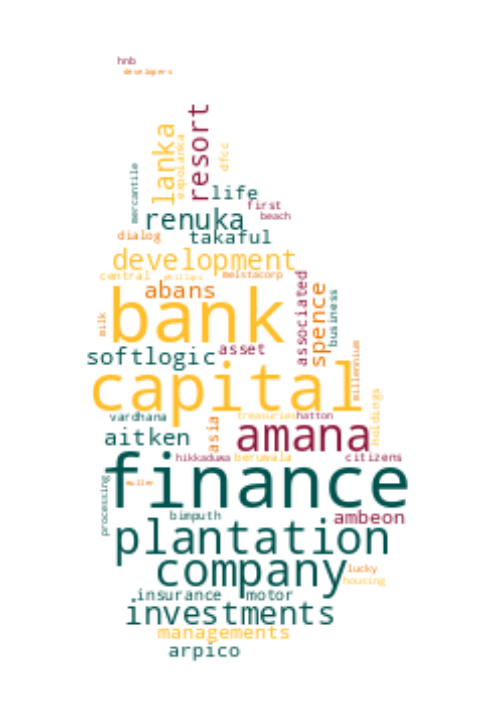 hnb
developers
resort
lanka
expolanka
dfcc
mercantile
life
first
beach
renuka
takaful
dialog
development
central
phillips
melstacorp
associated
abans
spence
business
bank
milk
softlogic
asset
millennium
capital
holdings
vardhana
treasuries
hatton
asia
amana
aitken
hikkaduwa
beruwala
citizens
finance
processing
muller
bimputh
ambeon
plantation
company
lucky
housing
insurance
motor
investments
managements
arpico